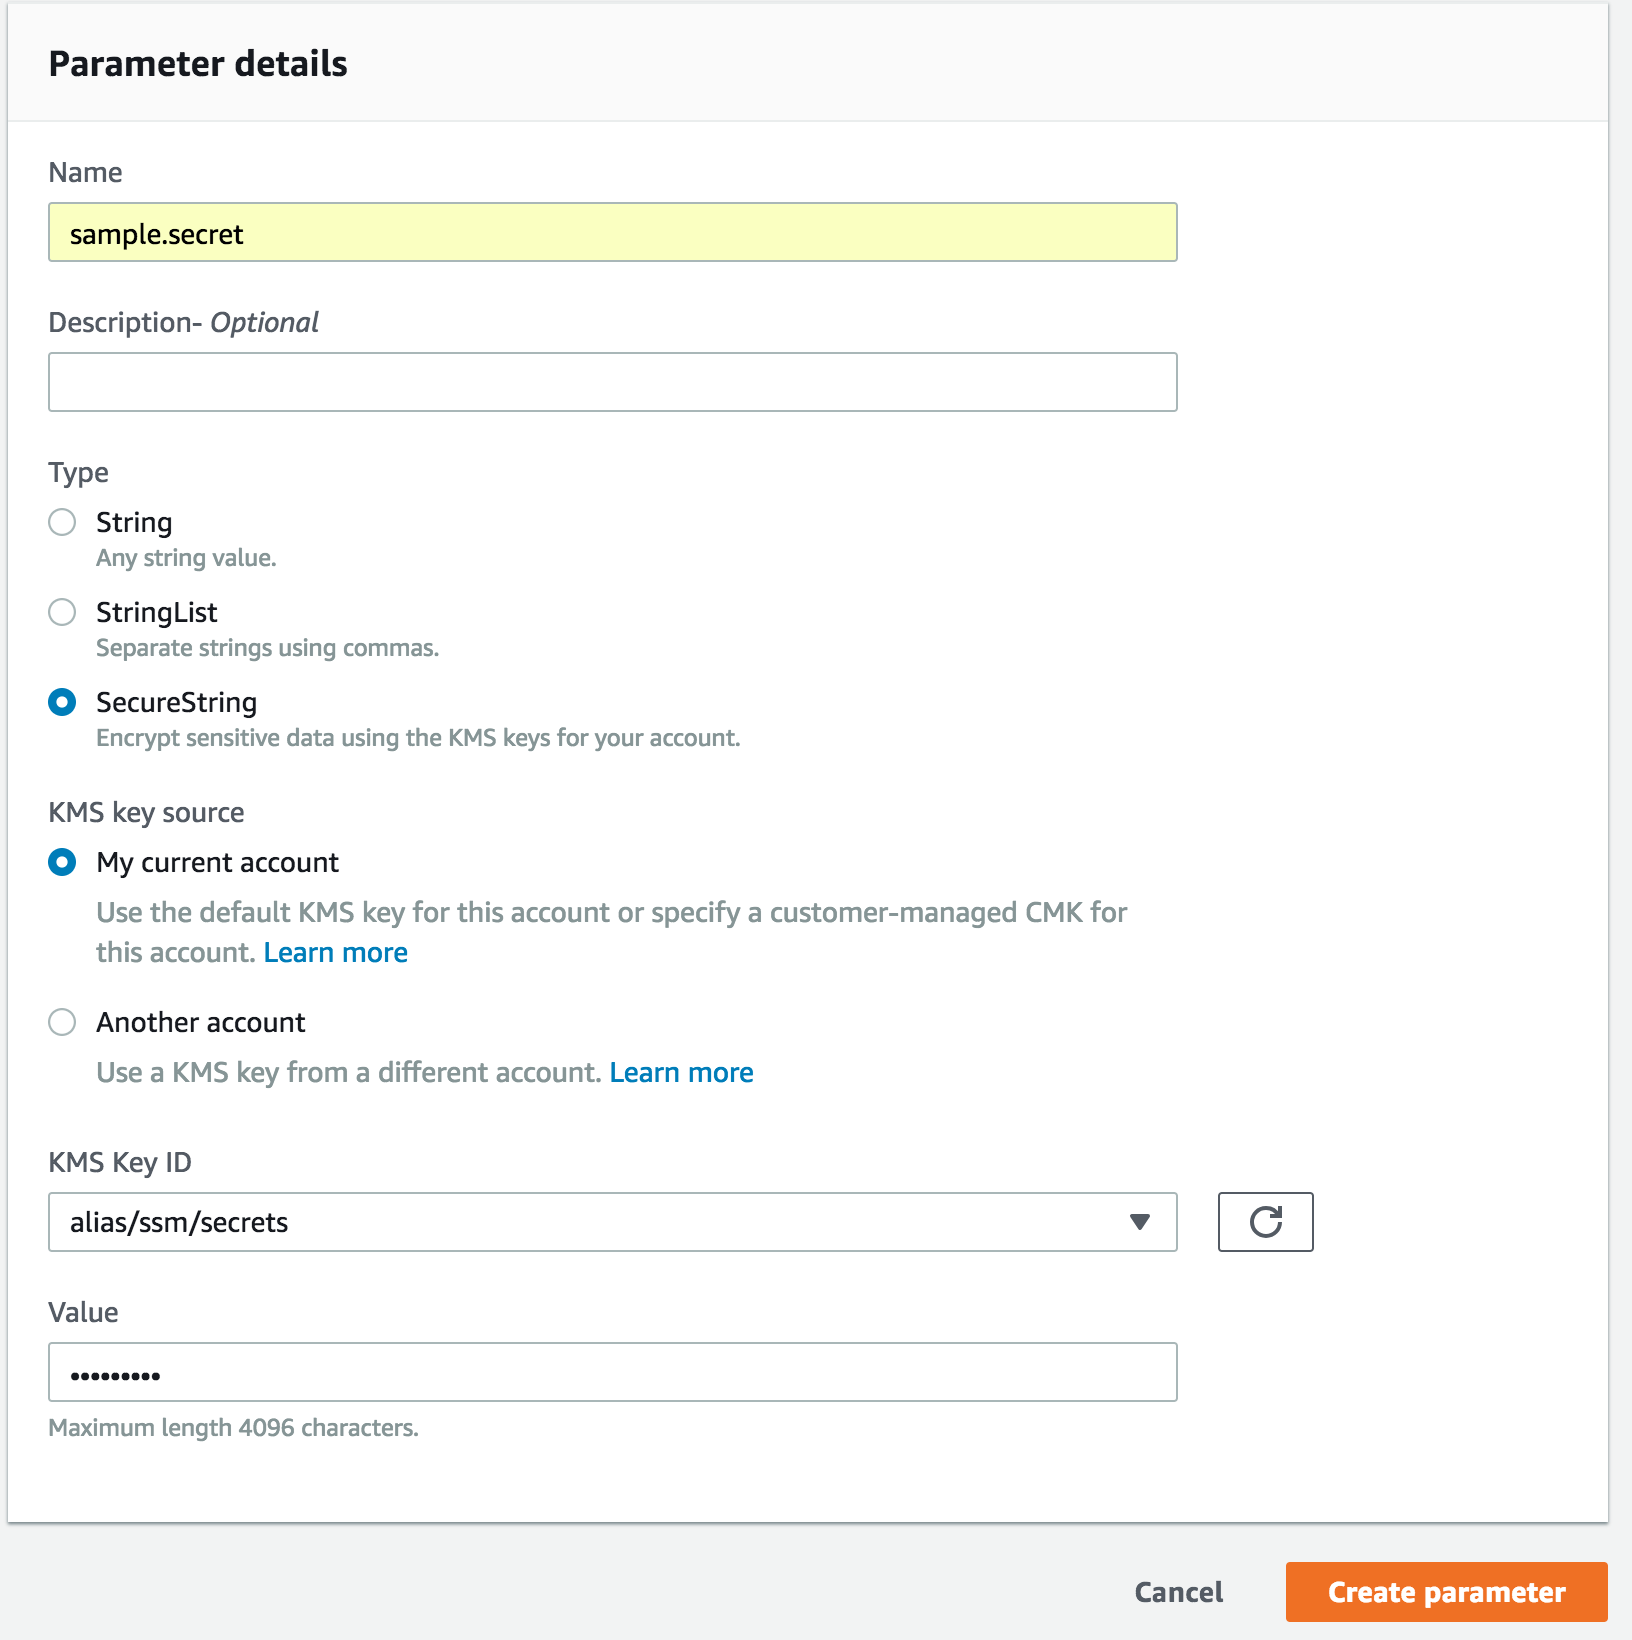 Parameter details
Name
sample.secret
Description- Optional
Type
String
Any string value.
StringList
Separate strings using commas.
SecureString
Encrypt sensitive data using the KMS keys for your account.
KMS key source
My current account
Use the default KMS key for this account or specify a customer-managed CMK for
this account. Learn more
Another account
Use a KMS key from a different account. Learn more
KMS Key ID
alias/ssm/secrets
Value
•••••••••
Maximum length 4096 characters.
Cancel
Create parameter